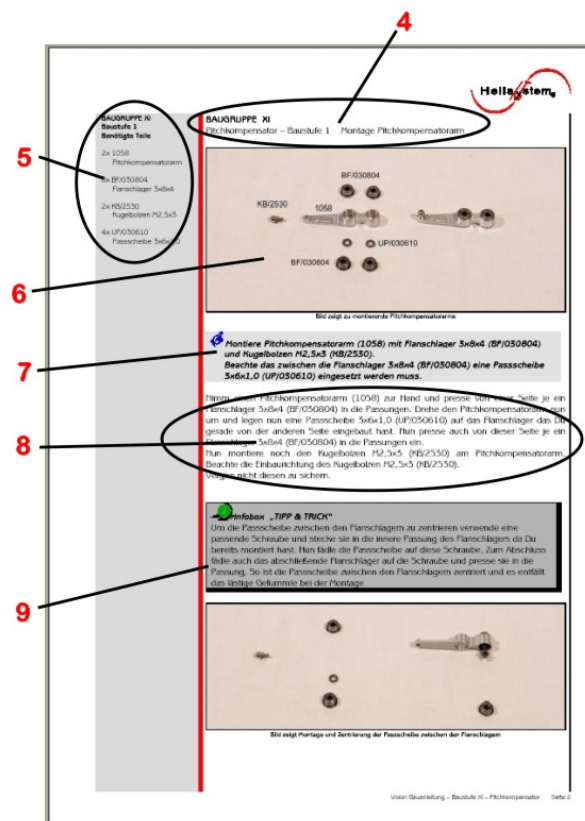 4
HeliSystem
BAUGRUPPE XI
Baustufe 1
Benötigte Teile
5
2x 1058
Pitchkompensatorarm
8x BF/030804
Flanschlager 3x8x4
2x KB/2530
Kugelbolzen M2,5x3
4x UP/030610
Passscheibe 3x6x1,0
BAUGRUPPE XI
Pitchkompensator – Baustufe 1 Montage Pitchkompensatorarm
BF/030804
KB/2530
1058
UP/030610
BF/030804
6
Bild zeigt zu montierende Pitchkompensatorarme
7
Montiere Pitchkompensatorarm (1058) mit Flanschlager 3x8x4 (BF/030804)
und Kugelbolzen M2,5x3 (KB/2530).
Beachte das zwischen die Flanschlager 3x8x4 (BF/030804) eine Passscheibe
3x6x1,0 (UP/030610) eingesetzt werden muss.
8
Nimm einen Pitchkompensatorarm (1058) zur Hand und presse von einer Seite je ein
Flanschlager 3x8x4 (BF/030804) in die Passungen. Drehe den Pitchkompensatorarm nun
um und legen nun eine Passscheibe 3x6x1,0 (UP/030610) auf das Flanschlager das Du
gerade von der anderen Seite eingebaut hast. Nun presse auch von dieser Seite je ein
Flanschlager 3x8x4 (BF/030804) in die Passungen ein.
Nun montiere noch den Kugelbolzen M2,5x3 (KB/2530) am Pitchkompensatorarm.
Beachte die Einbaurichtung des Kugelbolzen M2,5x3 (KB/2530).
nicht diesen zu sichern.
Infobox „TIPP & TRICK"
Um die Passscheibe zwischen den Flanschlagern zu zentrieren verwende eine
passende Schraube und stecke sie in die innere Passung des Flanschlagers da Du
bereits montiert hast. Nun fädle die Passscheibe auf diese Schraube. Zum Abschluss
fädle auch das abschließende Flanschlager auf die Schraube und presse sie in die
Passung. So ist die Passscheibe zwischen den Flanschlagern zentriert und es entfällt
das lästige Gefummle bei der Montage
9
Bild zeigt Montage und Zentrierung der Passscheibe zwischen den Flanschlagern
Vision Bauanleitung – Baustufe XI – Pitchkompensator Seite 2